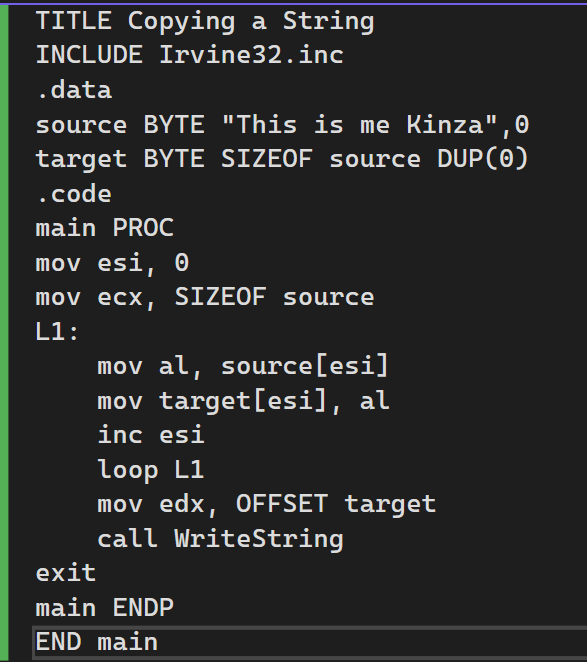 TITLE Copying a String
INCLUDE Irvine32.inc
.data
source BYTE "This is me Kinza",0
target BYTE SIZEOF source DUP(0)
.code
main PROC
mov esi, 0
mov ecx, SIZEOF source
L1:
    mov al, source[esi]
    mov target[esi], al
    inc esi
    loop L1
    mov edx, OFFSET target
    call WriteString
exit
main ENDP
END main